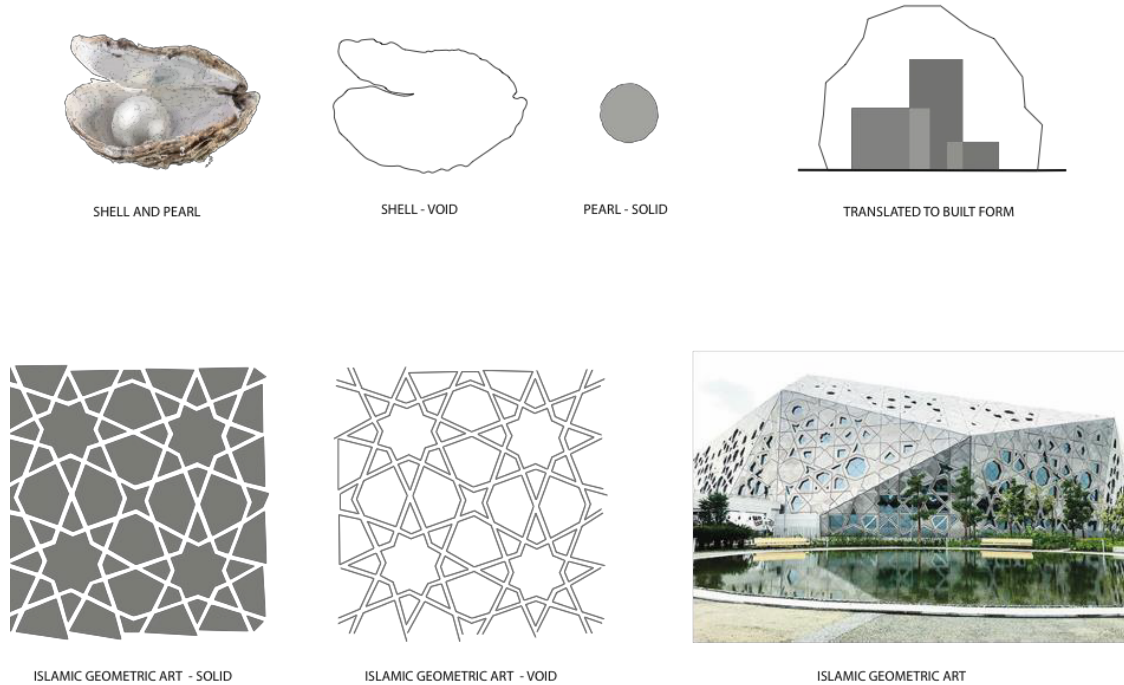 SHELL AND PEARL
SHELL - VOID
PEARL - SOLID
TRANSLATED TO BUILT FORM
ISLAMIC GEOMETRIC ART - SOLID
ISLAMIC GEOMETRIC ART - VOID
ISLAMIC GEOMETRIC ART